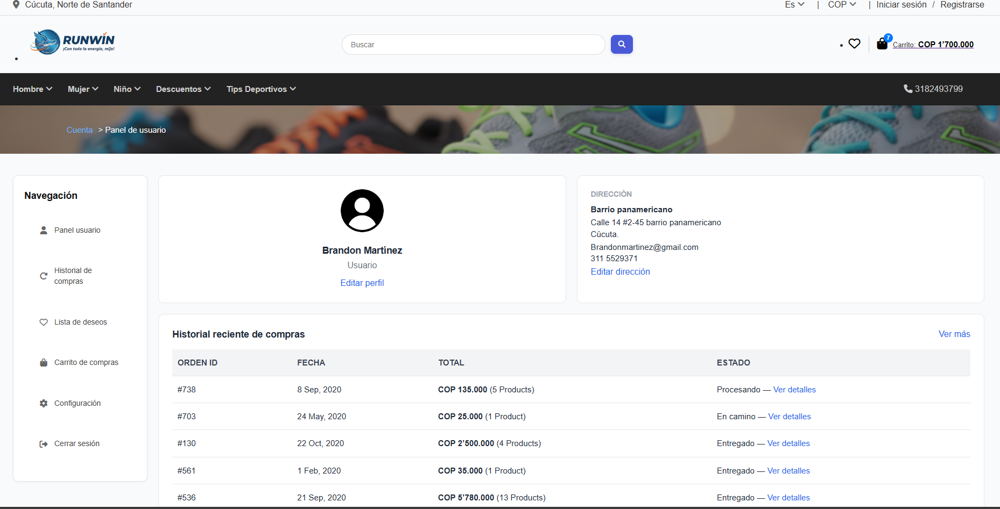 Cúcuta, Norte de Santander
Es | COP | Iniciar sesión / Registrarse
RUNWIN
¡Con toda la energía, mijo!
Buscar
7
Carrito: COP 1’700.000
Hombre Mujer Niño Descuentos Tips Deportivos 3182493799
Cuenta > Panel de usuario
Navegación
Panel usuario
Historial de
compras
Lista de deseos
Carrito de compras
Configuración
Cerrar sesión
Brandon Martínez
Usuario
Editar perfil
DIRECCIÓN
Barrio panamericano
Calle 14 #2-45 barrio panamericano
Cúcuta.
Brandonmartinez@gmail.com
311 5529371
Editar dirección
Historial reciente de compras Ver más
ORDEN ID FECHA TOTAL ESTADO
#738 8 Sep, 2020 COP 135.000 (5 Products) Procesando — Ver detalles
#703 24 May, 2020 COP 25.000 (1 Product) En camino — Ver detalles
#130 22 Oct, 2020 COP 2’500.000 (4 Products) Entregado — Ver detalles
#561 1 Feb, 2020 COP 35.000 (1 Product) Entregado — Ver detalles
#536 21 Sep, 2020 COP 5’780.000 (13 Products) Entregado — Ver detalles